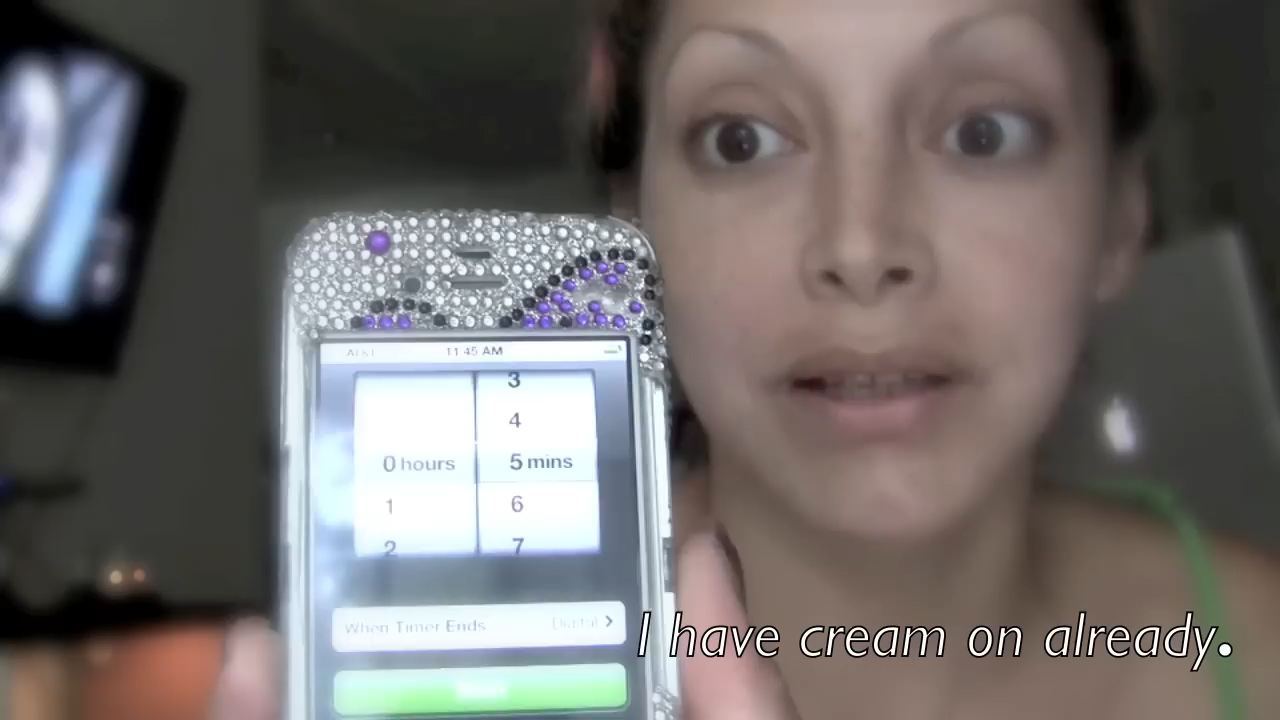 AT&T 11:45 AM
3
4
0 hours 5 mins
1 6
2 7
When Timer Ends
I have cream on already.